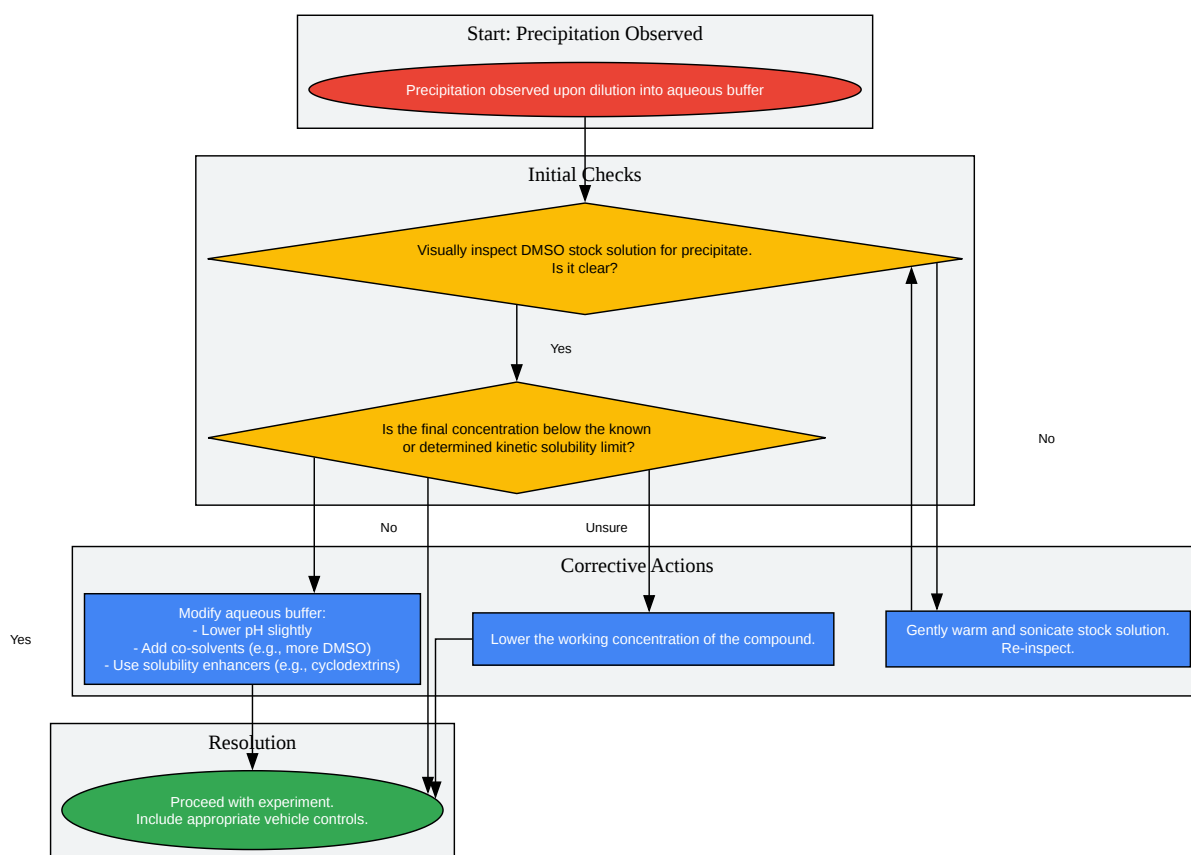 Start: Precipitation Observed
Precipitation observed upon dilution into aqueous buffer
Initial Checks
Visually inspect DMSO stock solution for precipitate.
Is it clear?
Yes
Is the final concentration below the known
or determined kinetic solubility limit?
No
No
Unsure
Corrective Actions
Modify aqueous buffer:
- Lower pH slightly
- Add co-solvents (e.g., more DMSO)
- Use solubility enhancers (e.g., cyclodextrins)
Lower the working concentration of the compound.
Gently warm and sonicate stock solution.
Re-inspect.
Yes
Resolution
Proceed with experiment.
Include appropriate vehicle controls.